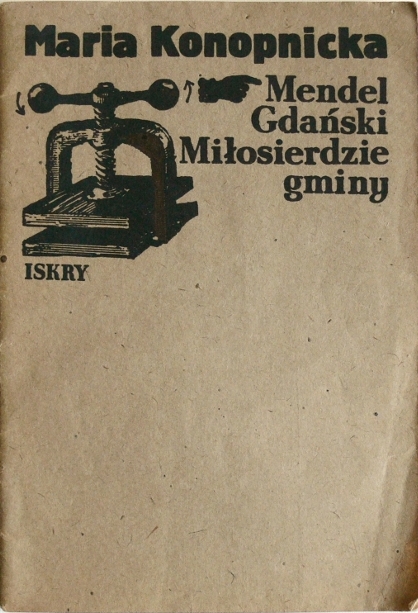 Maria Konopnicka
Mendel
Gdański
Miłosierdzie
gminy
ISKRY